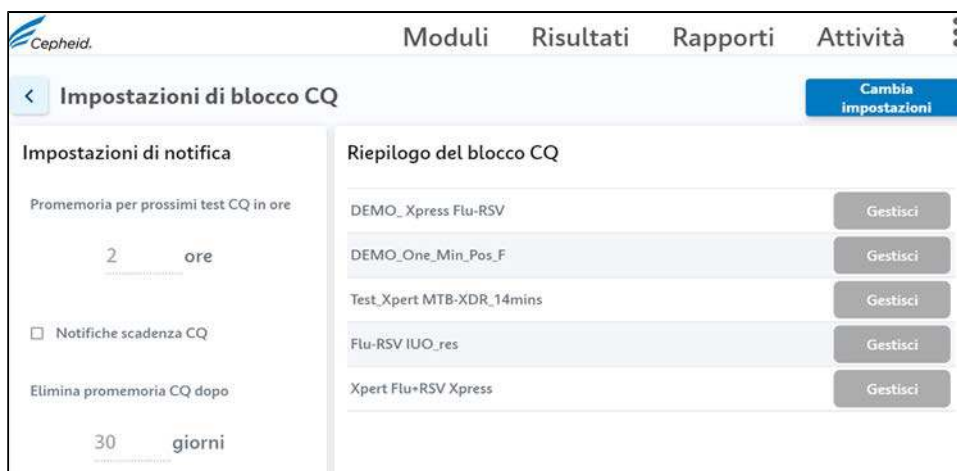 Cepheid.
Moduli Risultati Rapporti Attività
Impostazioni di blocco CQ
Cambia
impostazioni
Impostazioni di notifica
Promemoria per prossimi test CQ in ore
2 ore
Notifiche scadenza CQ
Elimina promemoria CQ dopo
30 giorni
Riepilogo del blocco CQ
DEMO_ Xpress Flu-RSV Gestisci
DEMO_One_Min_Pos_F Gestisci
Test_Xpert MTB-XDR_14mins Gestisci
Flu-RSV IUO_res Gestisci
Xpert Flu+RSV Xpress Gestisci